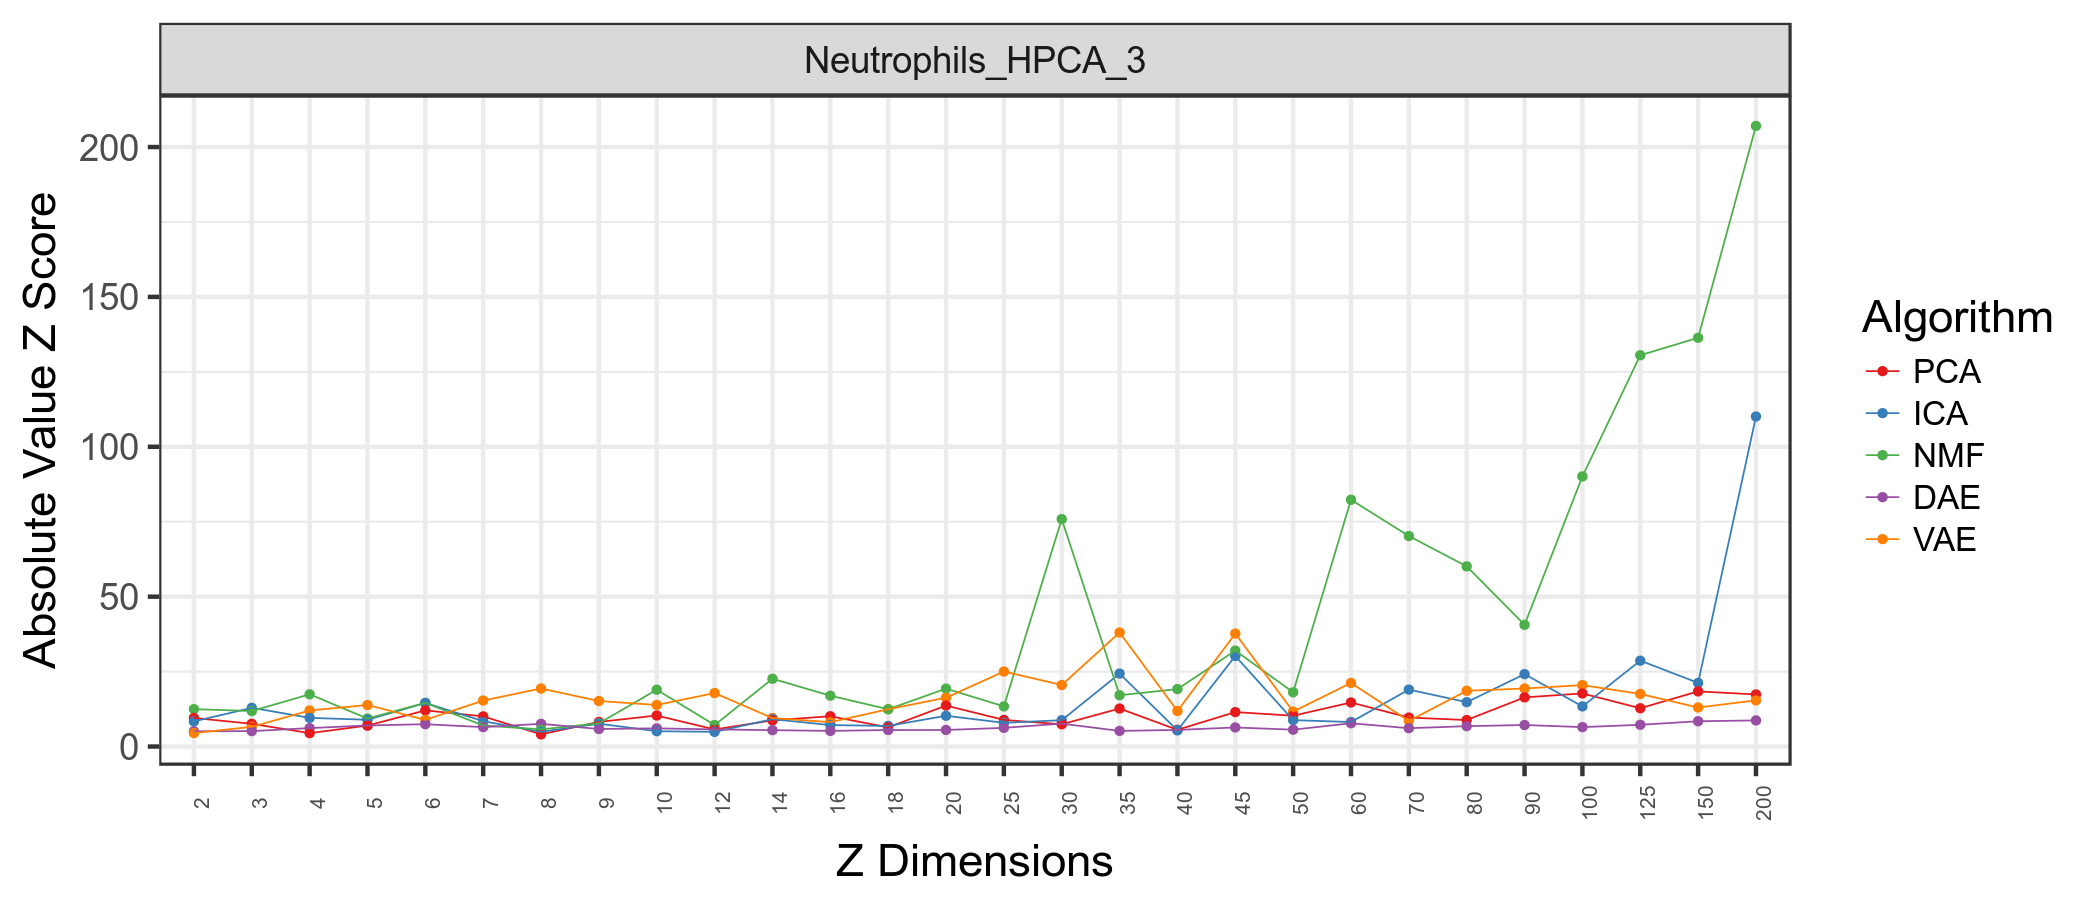 Neutrophils_HPCA_3
Absolute Value Z Score
200
150
100
50
0
2 3 4 5 6 7 8 9 10 12 14 16 18 20 25 30 35 40 45 50 60 70 80 90 100 125 150 200
Z Dimensions
Algorithm
PCA
ICA
NMF
DAE
VAE